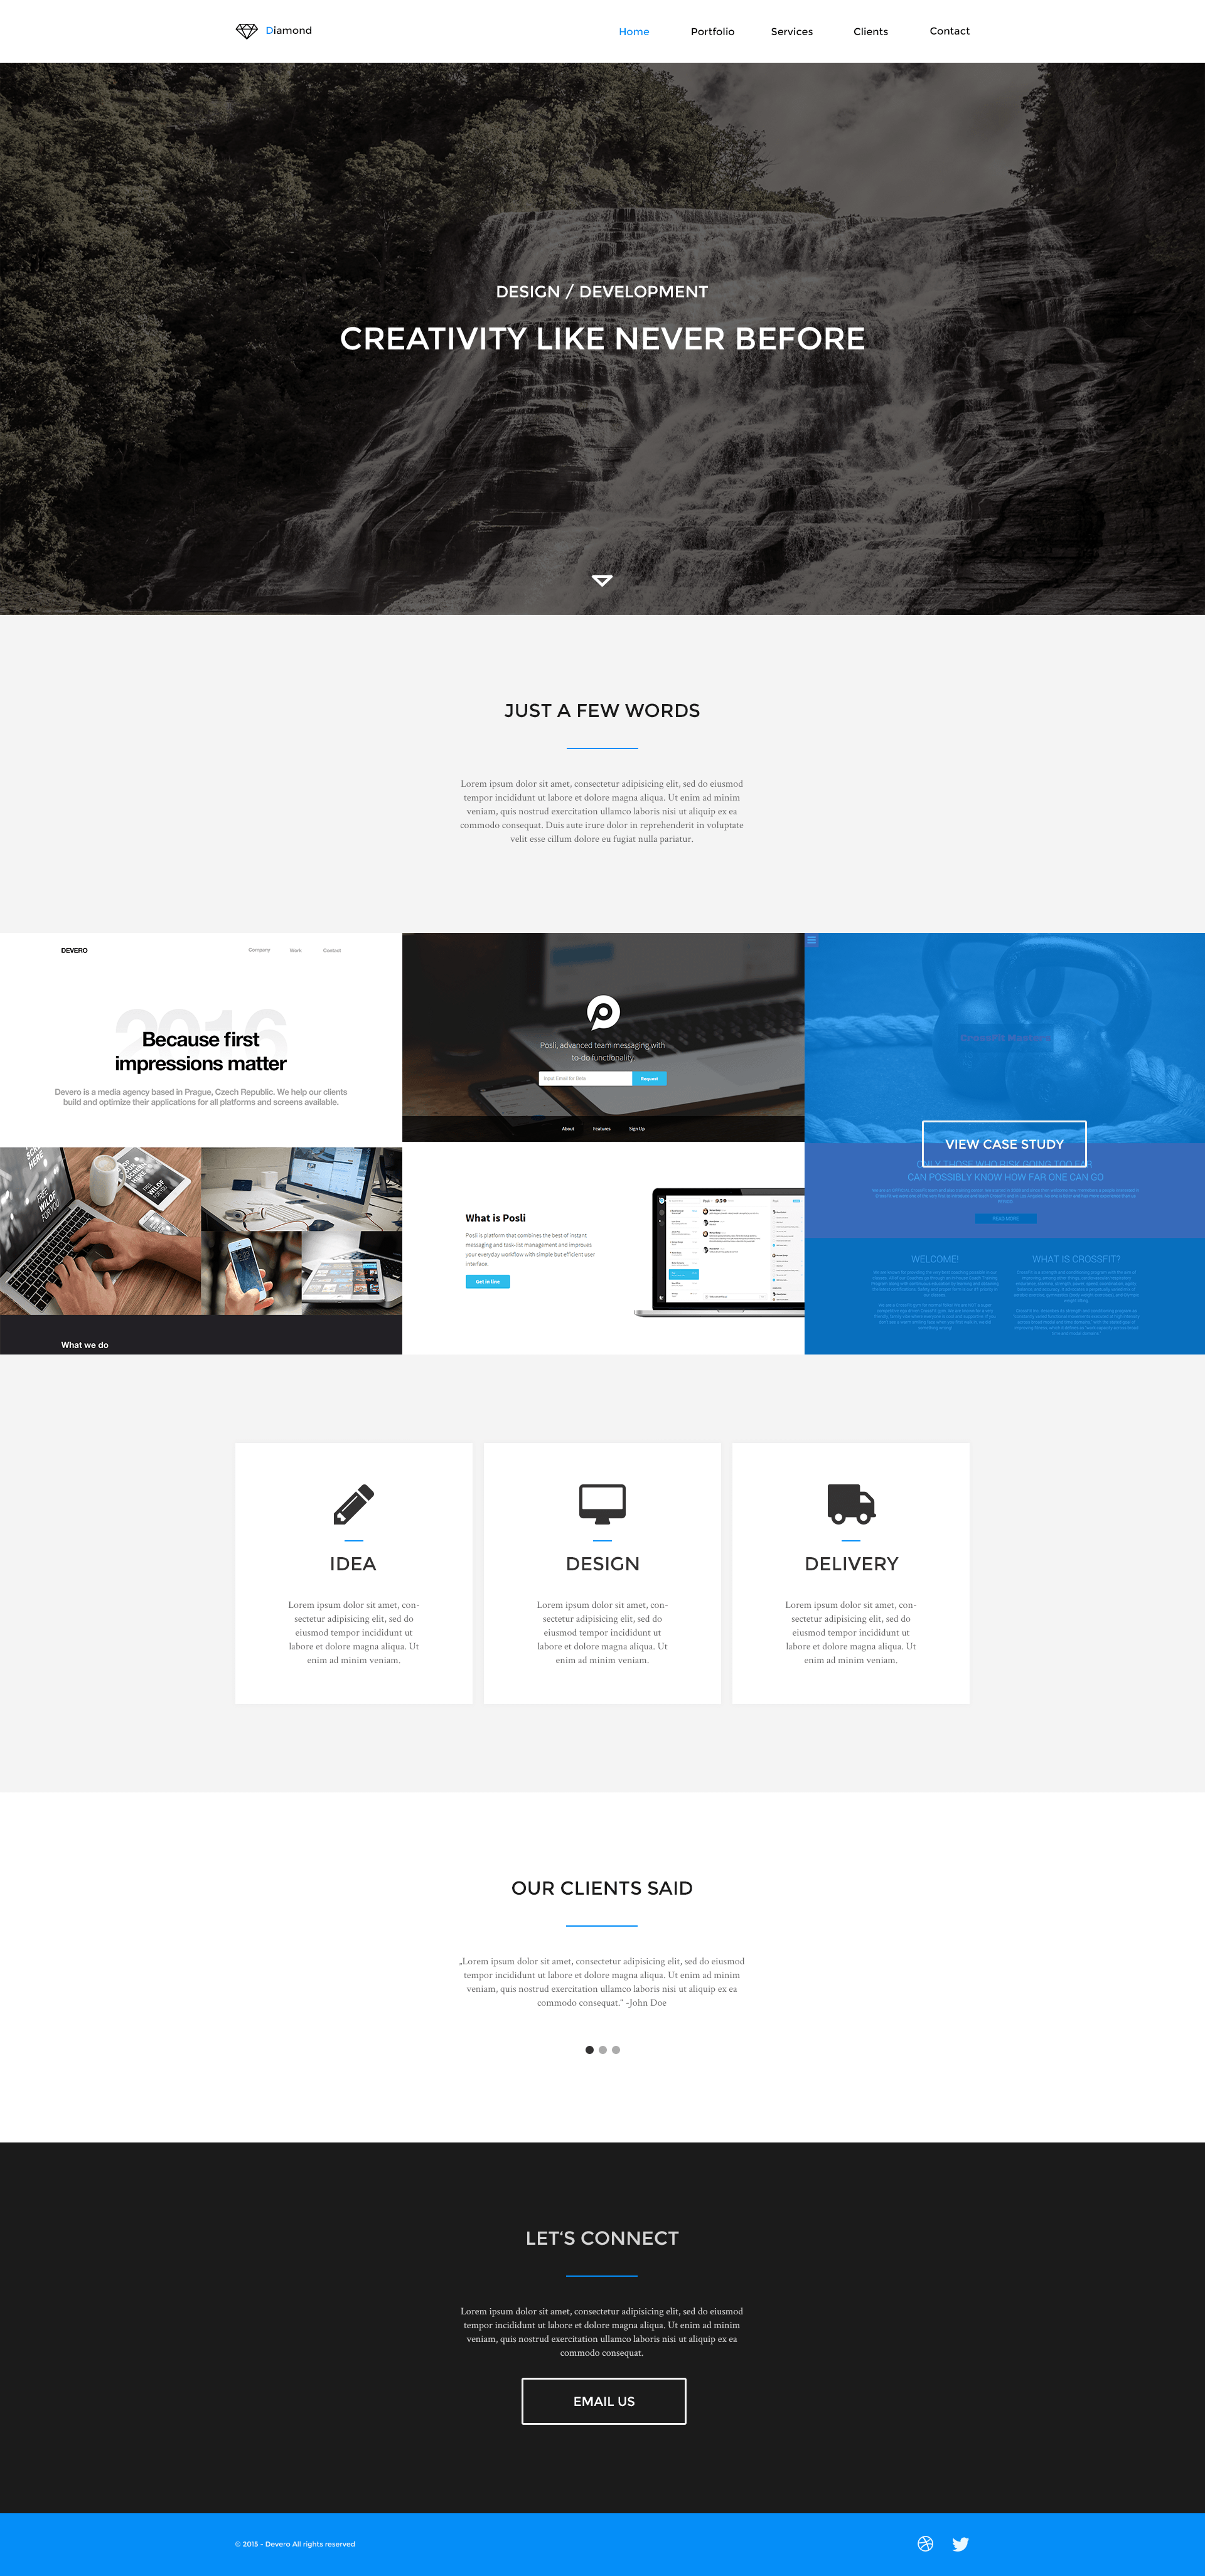 Diamond
Home Portfolio Services Clients Contact
DESIGN / DEVELOPMENT
CREATIVITY LIKE NEVER BEFORE
JUST A FEW WORDS
Lorem ipsum dolor sit amet, consectetur adipisicing elit, sed do eiusmod
tempor incididunt ut labore et dolore magna aliqua. Ut enim ad minim
veniam, quis nostrud exercitation ullamco laboris nisi ut aliquip ex ea
commodo consequat. Duis aute irure dolor in reprehenderit in voluptate
velit esse cillum dolore eu fugiat nulla pariatur.
DEVERO
Company Work Contact
2016
Because first
impressions matter
Devero is a media agency based in Prague, Czech Republic. We help our clients
build and optimize their applications for all platforms and screens available.
What we do
Posli, advanced team messaging with
to-do functionality.
Input Email for Beta
Request
About Features Sign Up
What is Posli
Posli is platform that combines the best of instant
messaging and task-list management and improves
your everyday workflow with simple but efficient user
interface.
Get in line
VIEW CASE STUDY
ONLY THOSE WHO RISK GOING TOO FAR
CAN POSSIBLY KNOW HOW FAR ONE CAN GO
READ MORE
WELCOME!
WHAT IS CROSSFIT?
IDEA
Lorem ipsum dolor sit amet, con-
sectetur adipisicing elit, sed do
eiusmod tempor incididunt ut
labore et dolore magna aliqua. Ut
enim ad minim veniam.
DESIGN
Lorem ipsum dolor sit amet, con-
sectetur adipisicing elit, sed do
eiusmod tempor incididunt ut
labore et dolore magna aliqua. Ut
enim ad minim veniam.
DELIVERY
Lorem ipsum dolor sit amet, con-
sectetur adipisicing elit, sed do
eiusmod tempor incididunt ut
labore et dolore magna aliqua. Ut
enim ad minim veniam.
OUR CLIENTS SAID
„Lorem ipsum dolor sit amet, consectetur adipisicing elit, sed do eiusmod
tempor incididunt ut labore et dolore magna aliqua. Ut enim ad minim
veniam, quis nostrud exercitation ullamco laboris nisi ut aliquip ex ea
commodo consequat.“ -John Doe
LET‘S CONNECT
Lorem ipsum dolor sit amet, consectetur adipisicing elit, sed do eiusmod
tempor incididunt ut labore et dolore magna aliqua. Ut enim ad minim
veniam, quis nostrud exercitation ullamco laboris nisi ut aliquip ex ea
commodo consequat.
EMAIL US
© 2015 - Devero All rights reserved